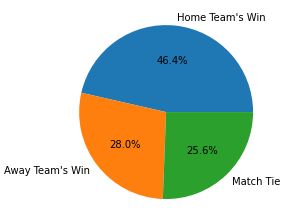 Home Team's Win
46.4%
28.0%
25.6%
Away Team's Win
Match Tie